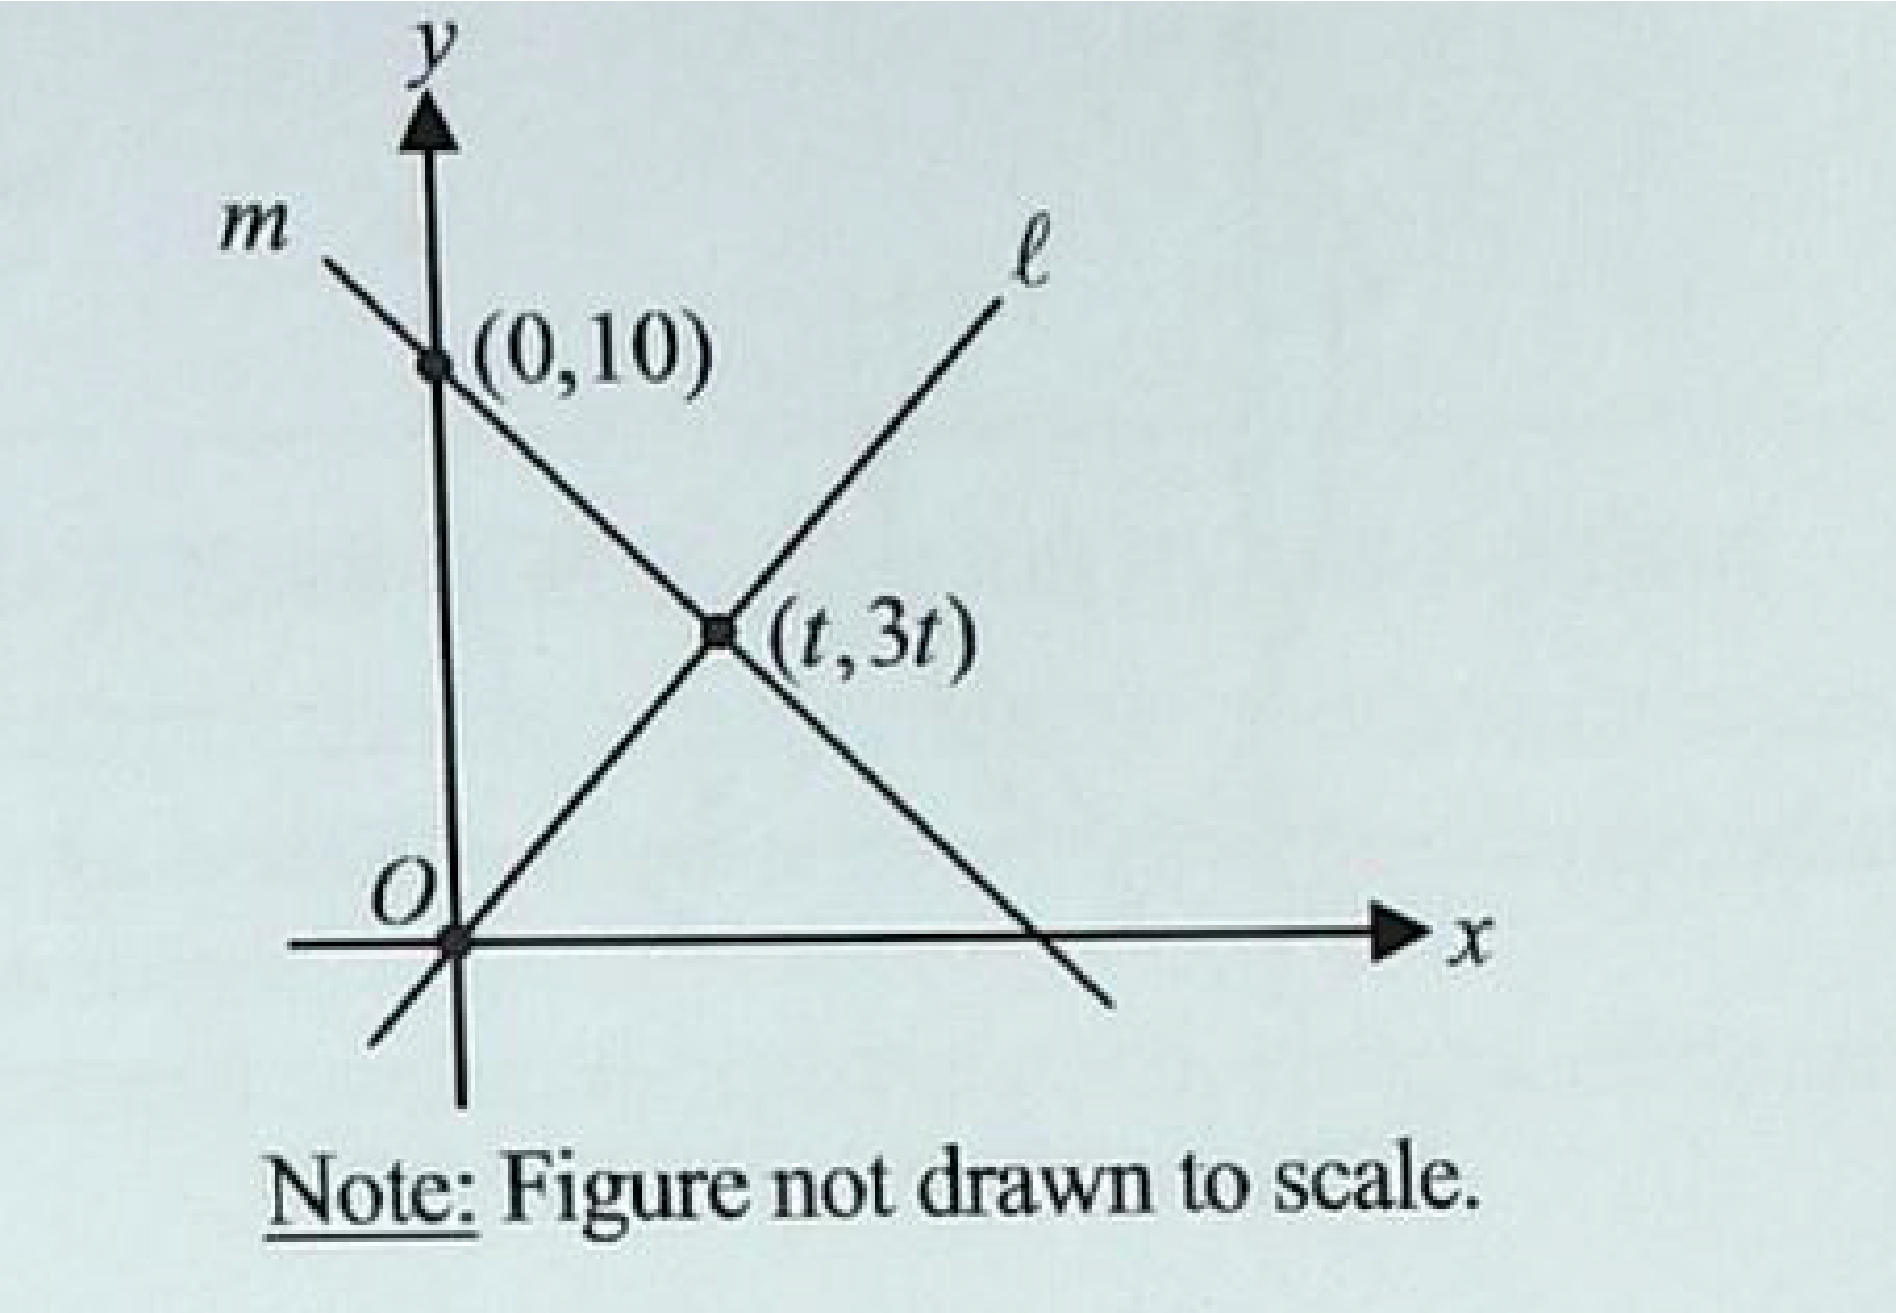 y
m
ℓ
(0,10)
(t,3t)
O
x
Note: Figure not drawn to scale.